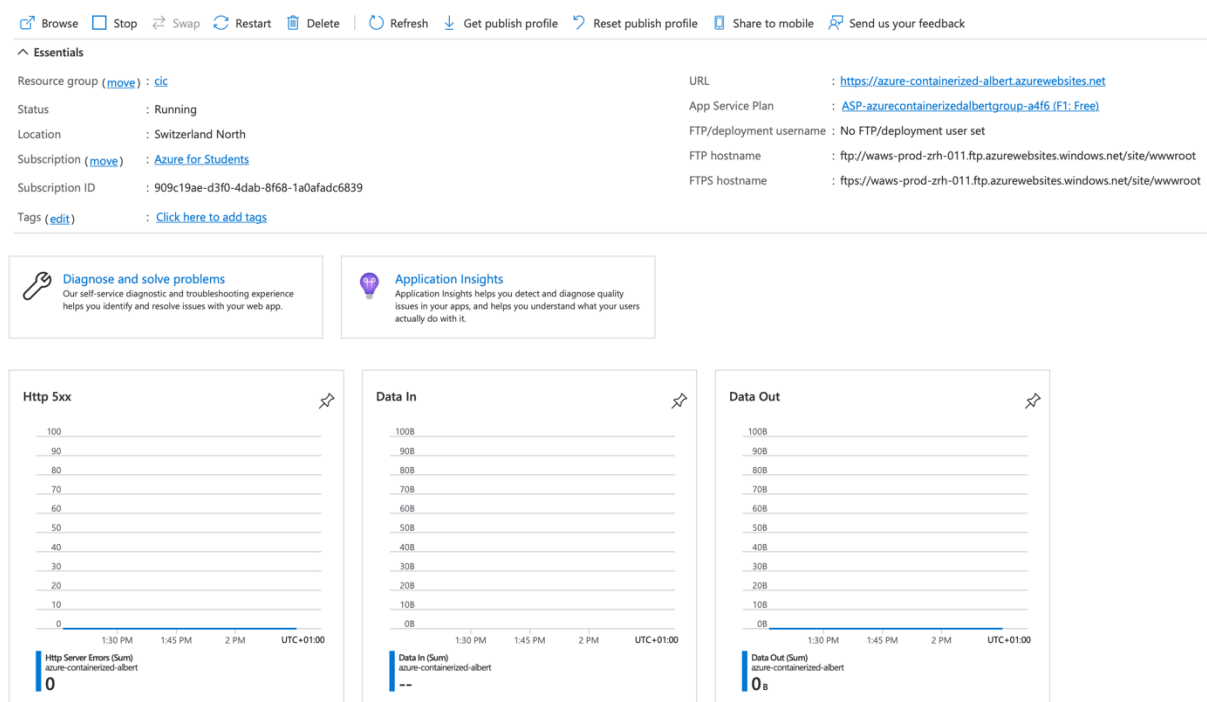 Browse Stop Swap Restart Delete Refresh Get publish profile Reset publish profile Share to mobile Send us your feedback
Essentials
Resource group (move) : cic
Status : Running
Location : Switzerland North
Subscription (move) : Azure for Students
Subscription ID : 909c19ae-d3f0-4dab-8f68-1a0afadc6839
Tags (edit) : Click here to add tags
URL : https://azure-containerized-albert.azurewebsites.net
App Service Plan : ASP-azurecontainerizedalbertgroup-a4f6 (F1: Free)
FTP/deployment username : No FTP/deployment user set
FTP hostname : ftp://waws-prod-zrh-011.ftp.azurewebsites.windows.net/site/wwwroot
FTPS hostname : ftps://waws-prod-zrh-011.ftp.azurewebsites.windows.net/site/wwwroot
Diagnose and solve problems
Our self-service diagnostic and troubleshooting experience
helps you identify and resolve issues with your web app.
Application Insights
Application Insights helps you detect and diagnose quality
issues in your apps, and helps you understand what your users
actually do with it.
Http 5xx
100
90
80
70
60
50
40
30
20
10
0
1:30 PM 1:45 PM 2 PM UTC+01:00
Http Server Errors (Sum)
azure-containerized-albert
0
Data In
100B
90B
80B
70B
60B
50B
40B
30B
20B
10B
0B
1:30 PM 1:45 PM 2 PM UTC+01:00
Data In (Sum)
azure-containerized-albert
--
Data Out
100B
90B
80B
70B
60B
50B
40B
30B
20B
10B
0B
1:30 PM 1:45 PM 2 PM UTC+01:00
Data Out (Sum)
azure-containerized-albert
0 B